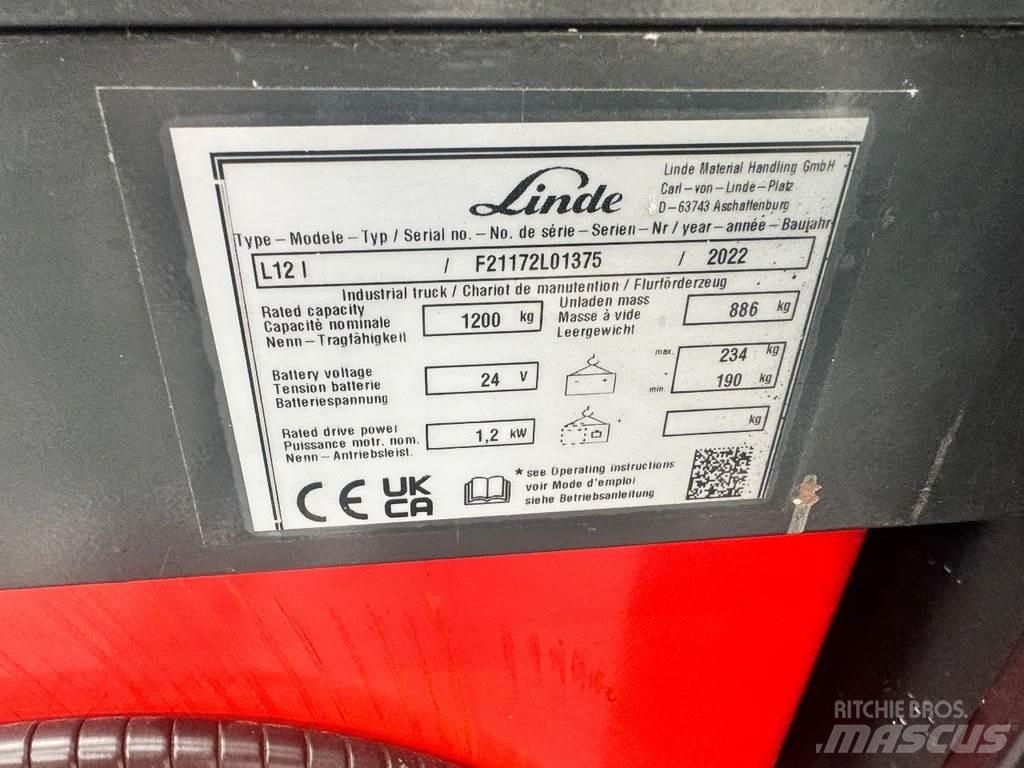 Linde
Linde Material Handling GmbH
Carl-von-Linde-Platz
D-63743 Aschaffenburg
Type - Modele - Typ / Serial no. - No. de série - Serien - Nr / year - année - Baujahr
L12 I / F21172L01375 / 2022
Industrial truck / Chariot de manutention / Flurförderzeug
Rated capacity
Capacitè nominale
Nenn - Tragfähigkeit
1200 kg
Unladen mass
Masse à vide
Leergewicht
886 kg
Battery voltage
Tension batterie
Batteriespannung
24 V
max. 234 kg
min. 190 kg
Rated drive power
Puissance motr. nom.
Nenn - Antriebsleist.
1,2 kW
kg
CE UK
CA
* see Operating instructions
voir Mode d'emploi
siehe Betriebsanleitung
RITCHIE BROS.
MASCUS